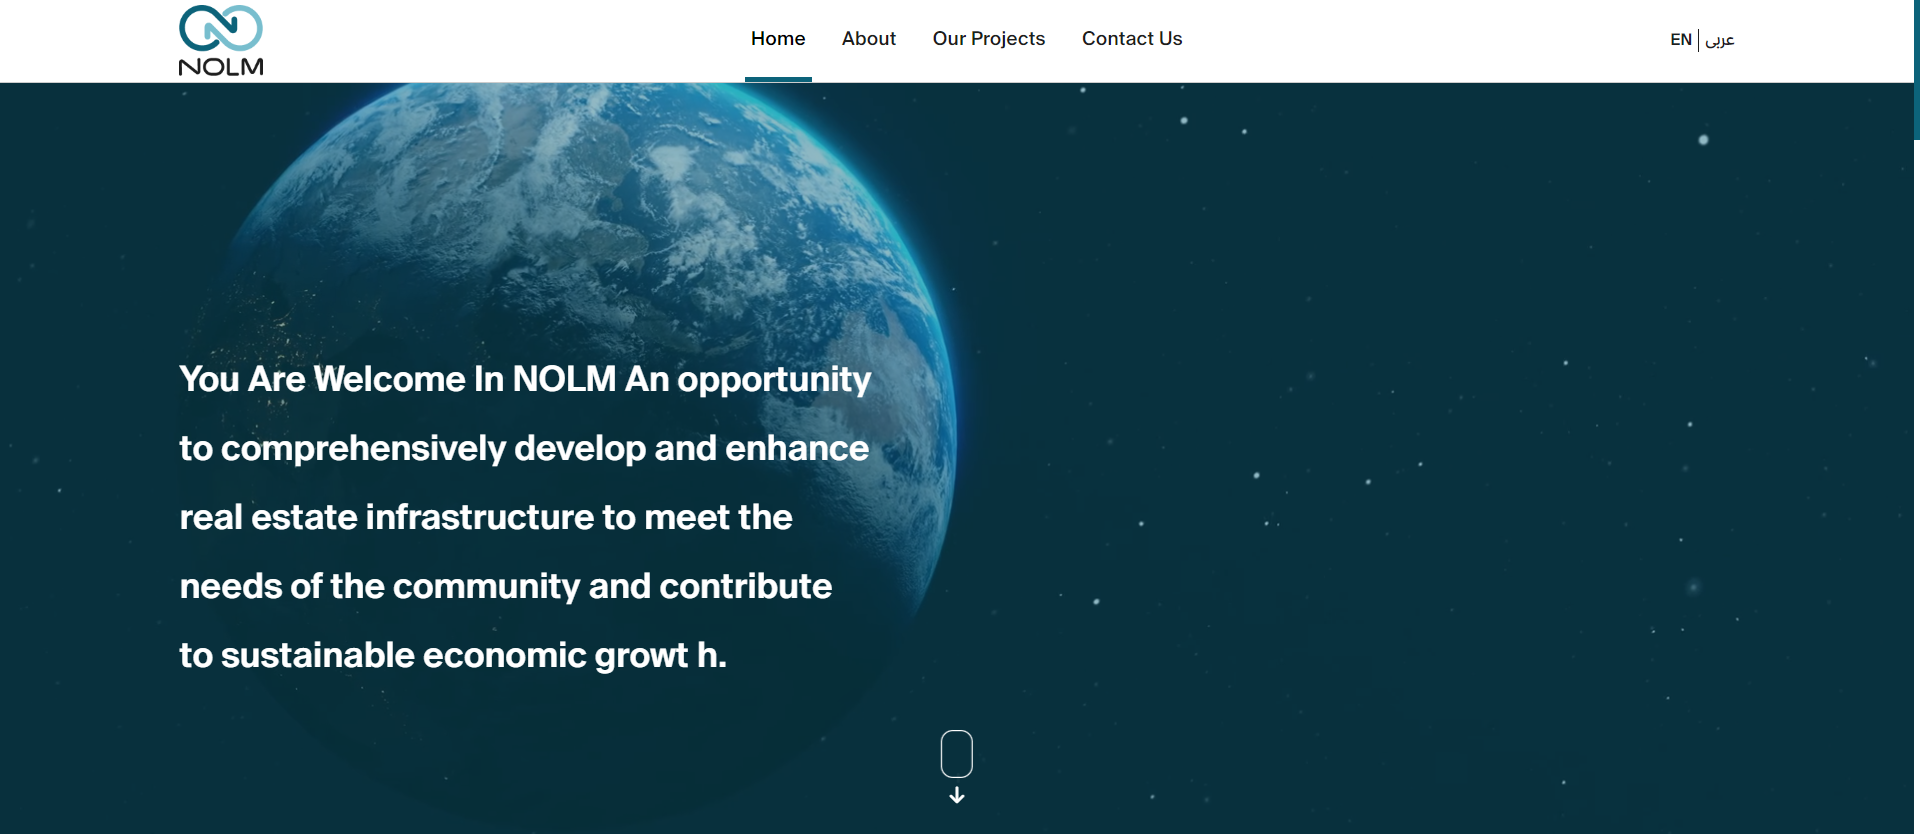 NOLM
Home
About
Our Projects
Contact Us
EN
عربى
You Are Welcome In NOLM An opportunity
to comprehensively develop and enhance
real estate infrastructure to meet the
needs of the community and contribute
to sustainable economic growt h.